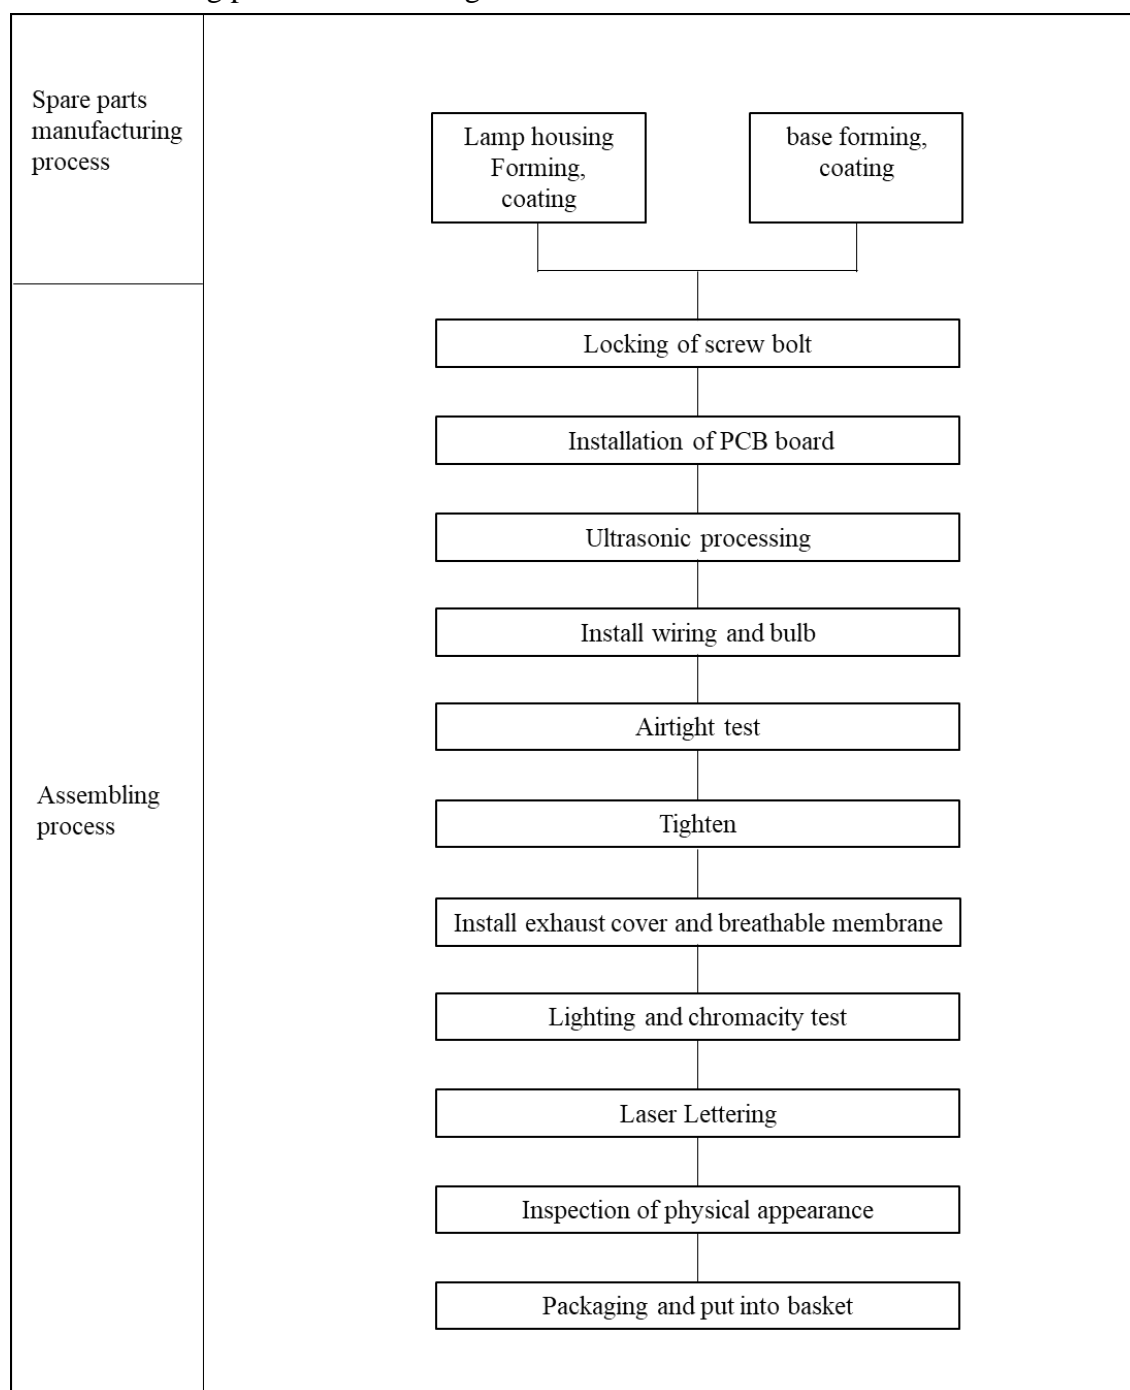 Spare parts
manufacturing
process
Lamp housing
Forming,
coating
base forming,
coating
Locking of screw bolt
Installation of PCB board
Ultrasonic processing
Install wiring and bulb
Airtight test
Assembling
process
Tighten
Install exhaust cover and breathable membrane
Lighting and chromacity test
Laser Lettering
Inspection of physical appearance
Packaging and put into basket